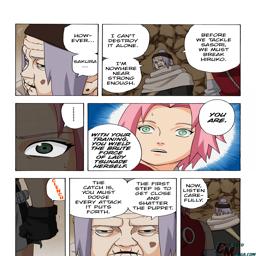 BEFORE
WE TACKLE
SASORI,
WE MUST
BREAK
HIRUKO.
I CAN'T
DESTROY
IT ALONE.
I'M
NOWHERE
NEAR
STRONG
ENOUGH.
HOW-
EVER...
SAKURA
...
YOU
ARE.
WITH YOUR
TRAINING,
YOU WIELD
THE BRUTE
FORCE
OF LADY
TSUNADE
HERSELF.
NOW,
LISTEN
CARE-
FULLY.
THE FIRST
STEP IS TO
GET CLOSE
AND
SHATTER
THE PUPPET.
THE
CATCH IS,
YOU MUST
DODGE
EVERY ATTACK
IT PUTS
FORTH.